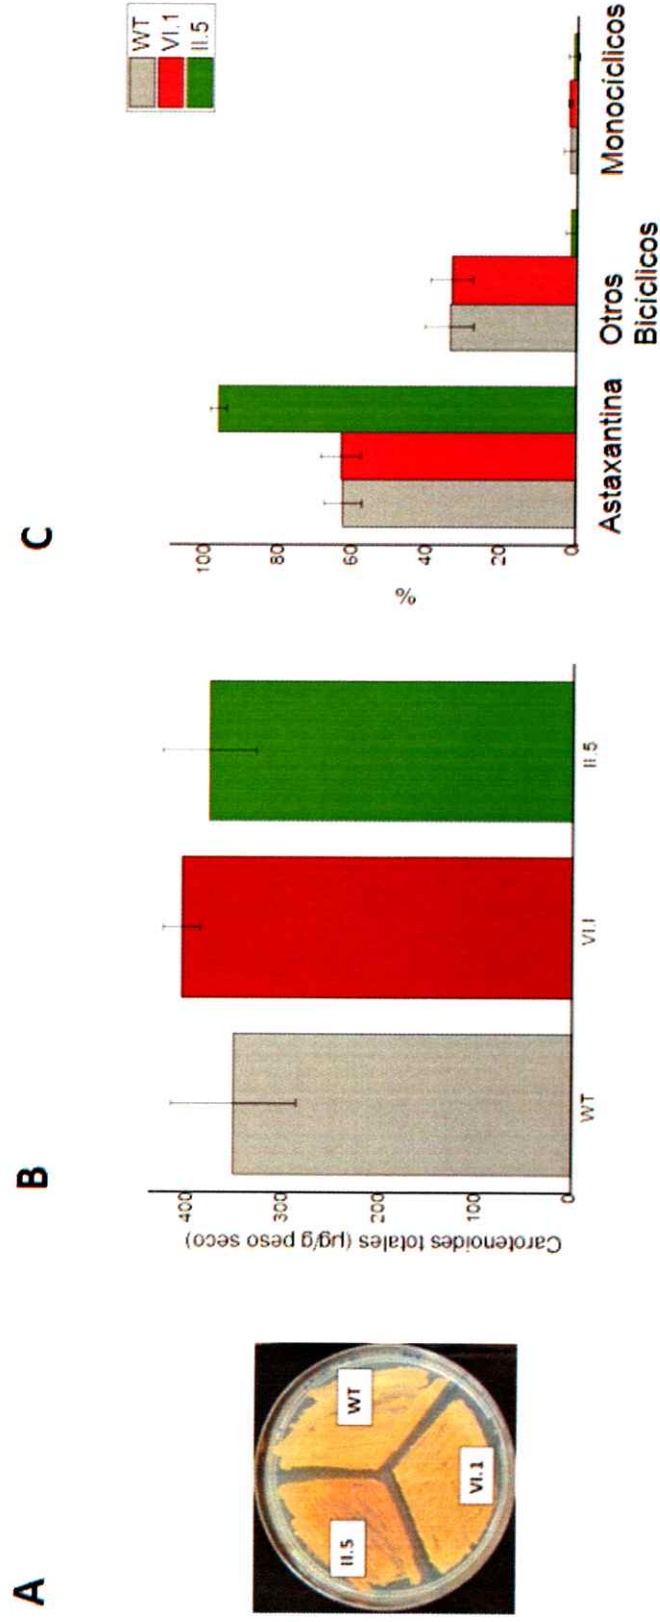 A
II.5
WT
VI.1
B
Carotenoides totales (µg/g peso seco)
400
300
200
100
0
WT
VI.I
II.5
C
WT
VI.1
II.5
%
100
80
60
40
20
0
Astaxantina
Otros
Bicíclicos
Monocíclicos